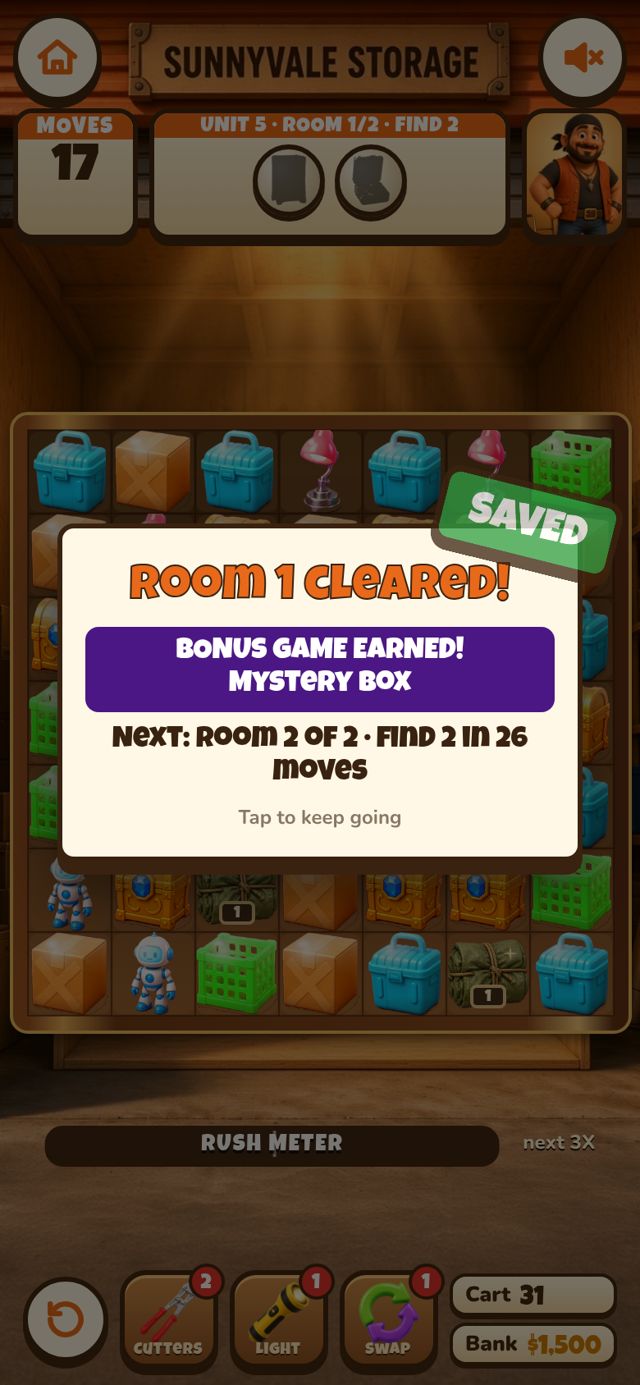 SUNNYVALE STORAGE
MOVES
17
UNIT 5 · ROOM 1/2 · FIND 2
SAVED
ROOM 1 CLEARED!
BONUS GAME EARNED!
MYSTERY BOX
NEXT: ROOM 2 OF 2 · FIND 2 IN 26
MOVES
Tap to keep going
1
1
RUSH METER
next 3X
2
CUTTERS
1
LIGHT
1
SWAP
Cart 31
Bank $1,500